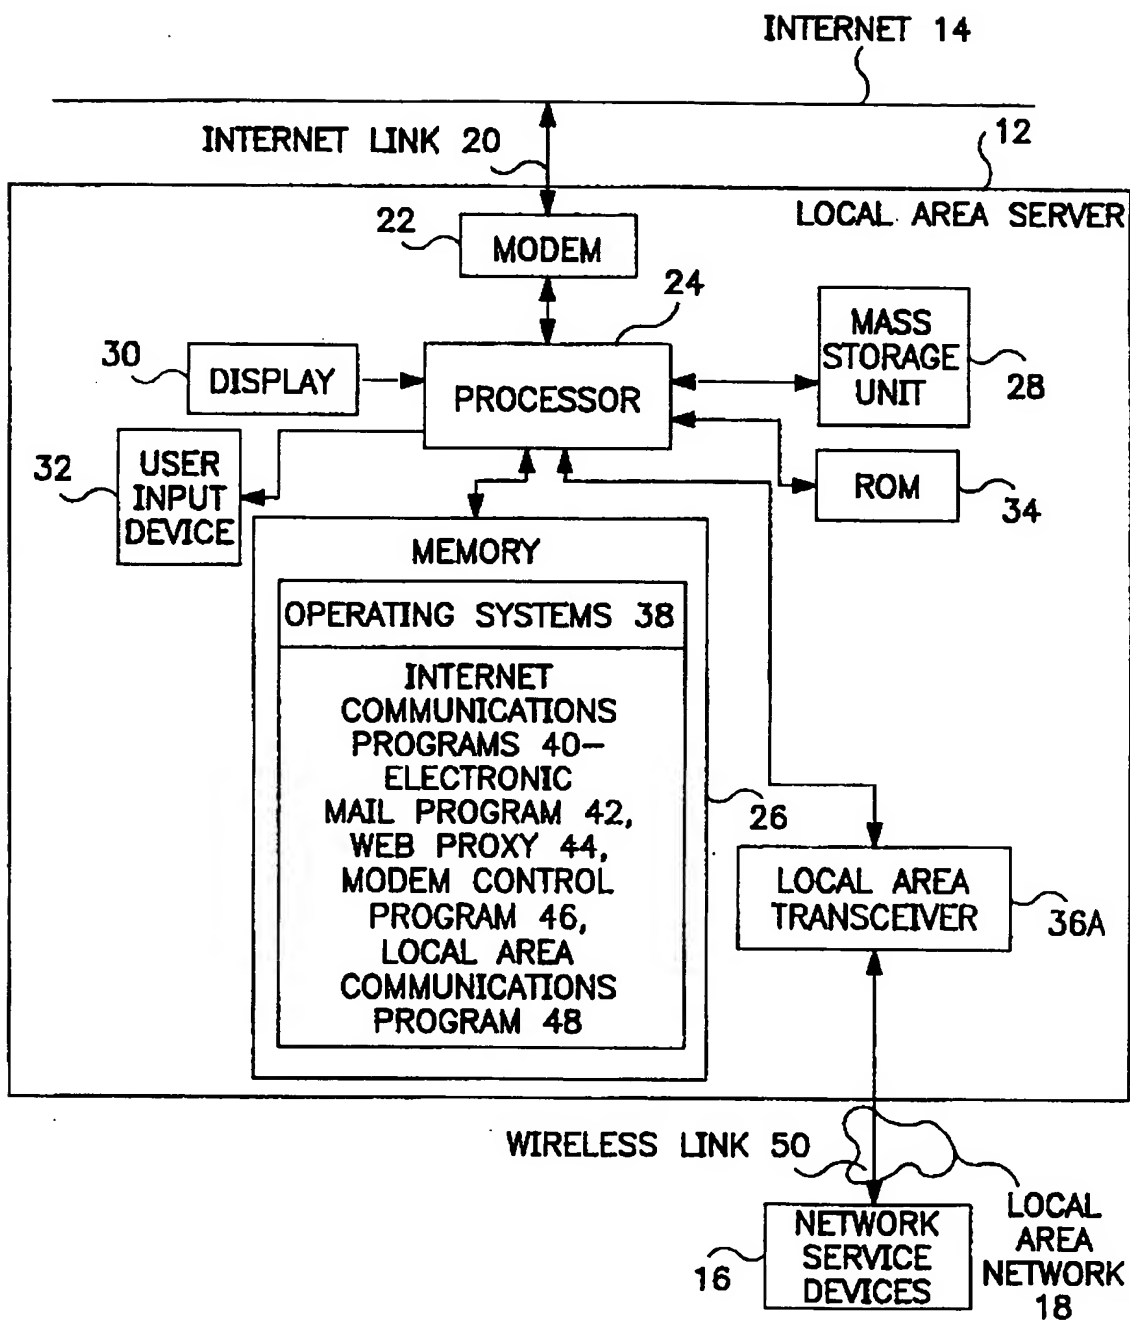 INTERNET 14
INTERNET LINK 20
12
LOCAL AREA SERVER
22
MODEM
24
MASS
STORAGE
UNIT
28
30
DISPLAY
PROCESSOR
32
USER
INPUT
DEVICE
ROM
34
MEMORY
OPERATING SYSTEMS 38
INTERNET
COMMUNICATIONS
PROGRAMS 40-
ELECTRONIC
MAIL PROGRAM 42,
WEB PROXY 44,
MODEM CONTROL
PROGRAM 46,
LOCAL AREA
COMMUNICATIONS
PROGRAM 48
26
LOCAL AREA
TRANSCEIVER
36A
WIRELESS LINK 50
NETWORK
SERVICE
DEVICES
16
LOCAL
AREA
NETWORK
18